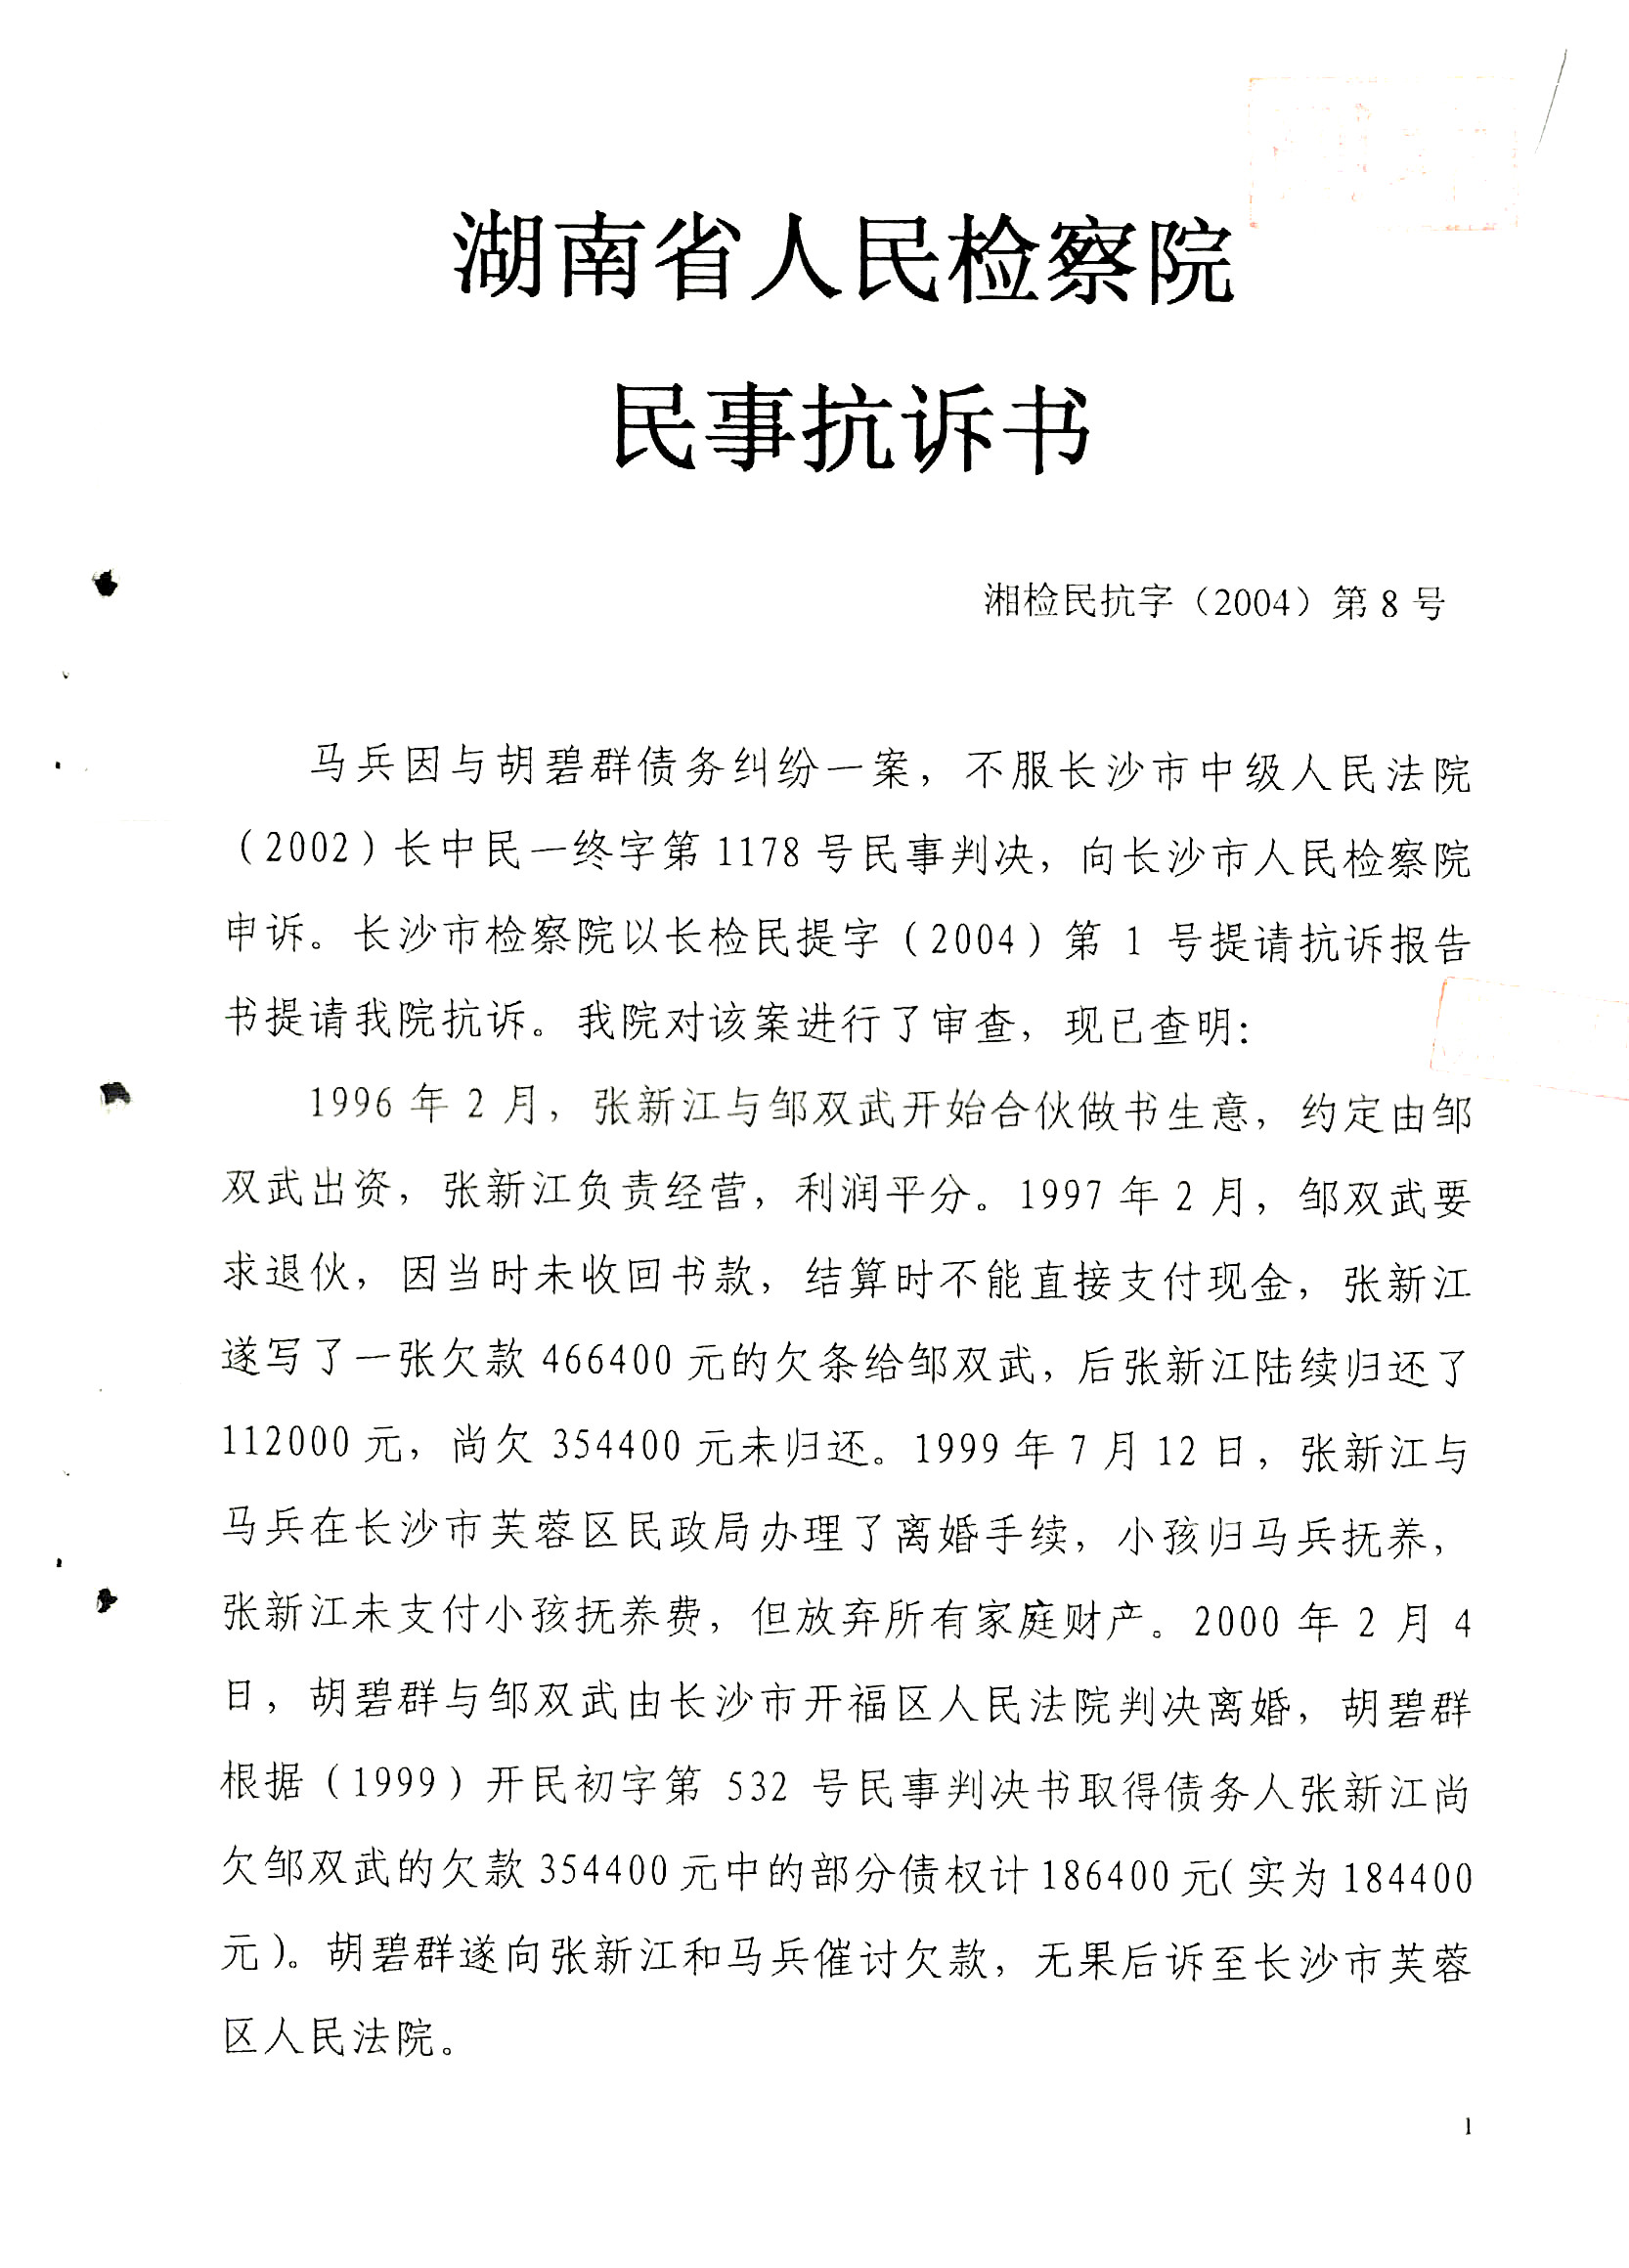 湖南省人民检察院
民事抗诉书
湘检民抗字（2004）第 8 号
马兵因与胡碧群债务纠纷一案，不服长沙市中级人民法院
（2002）长中民一终字第 1178 号民事判决，向长沙市人民检察院
申诉。长沙市检察院以长检民提字（2004）第 1 号提请抗诉报告
书提请我院抗诉。我院对该案进行了审查，现已查明：
1996 年 2 月，张新江与邹双武开始合伙做书生意，约定由邹
双武出资，张新江负责经营，利润平分。1997 年 2 月，邹双武要
求退伙，因当时未收回书款，结算时不能直接支付现金，张新江
遂写了一张欠款 466400 元的欠条给邹双武，后张新江陆续归还了
112000 元，尚欠 354400 元未归还。1999 年 7 月 12 日，张新江与
马兵在长沙市芙蓉区民政局办理了离婚手续，小孩归马兵抚养，
张新江未支付小孩抚养费，但放弃所有家庭财产。2000 年 2 月 4
日，胡碧群与邹双武由长沙市开福区人民法院判决离婚，胡碧群
根据（1999）开民初字第 532 号民事判决书取得债务人张新江尚
欠邹双武的欠款 354400 元中的部分债权计 186400 元（实为 184400
元）。胡碧群遂向张新江和马兵催讨欠款，无果后诉至长沙市芙蓉
区人民法院。
1